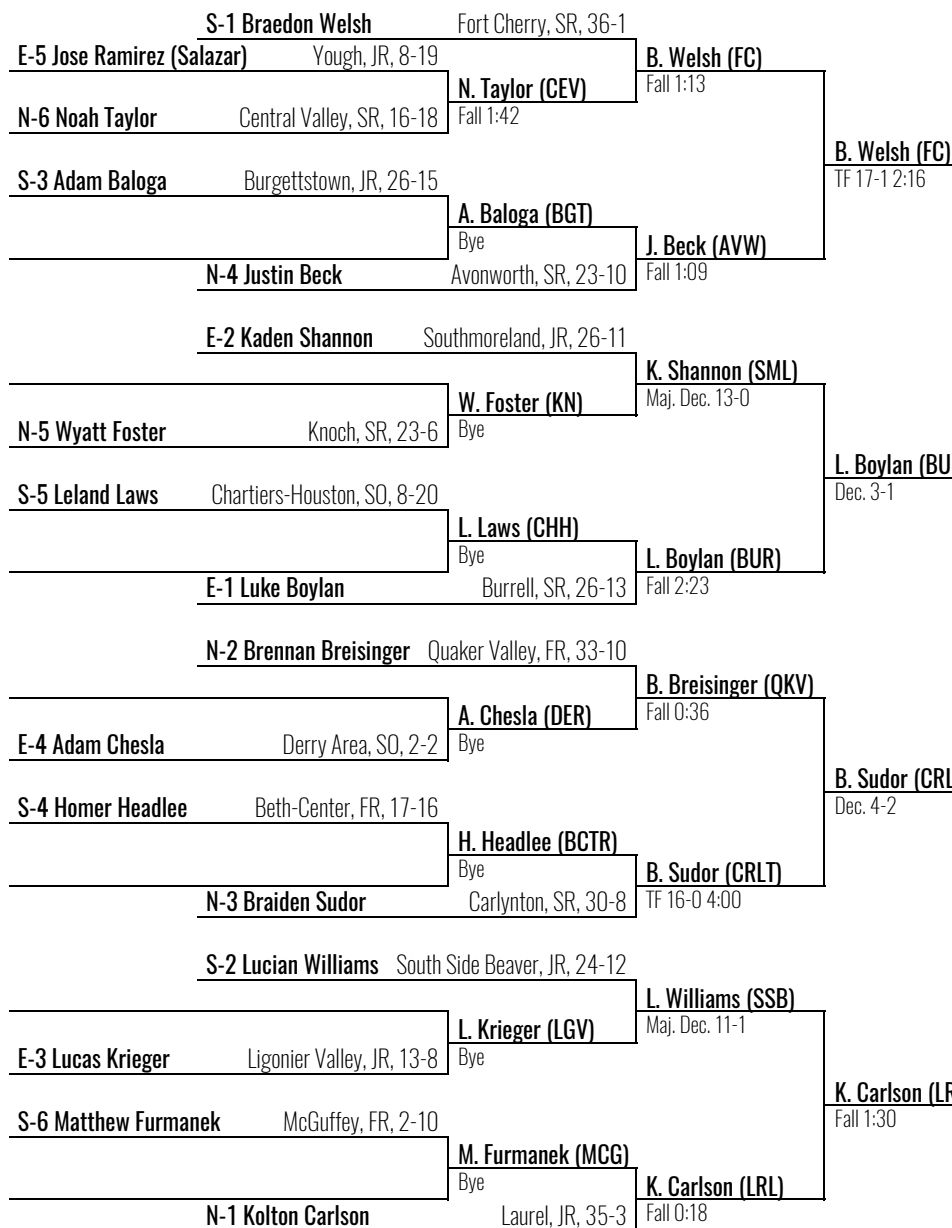 S-1 Braedon Welsh Fort Cherry, SR, 36-1
E-5 Jose Ramirez (Salazar) Yough, JR, 8-19
B. Welsh (FC)
Fall 1:13
N. Taylor (CEV)
Fall 1:42
N-6 Noah Taylor Central Valley, SR, 16-18
B. Welsh (FC)
TF 17-1 2:16
S-3 Adam Baloga Burgettstown, JR, 26-15
A. Baloga (BGT)
Bye
J. Beck (AVW)
Fall 1:09
N-4 Justin Beck Avonworth, SR, 23-10
E-2 Kaden Shannon Southmoreland, JR, 26-11
K. Shannon (SML)
Maj. Dec. 13-0
W. Foster (KN)
Bye
N-5 Wyatt Foster Knoch, SR, 23-6
L. Boylan (BU
Dec. 3-1
S-5 Leland Laws Chartiers-Houston, SO, 8-20
L. Laws (CHH)
Bye
L. Boylan (BUR)
Fall 2:23
E-1 Luke Boylan Burrell, SR, 26-13
N-2 Brennan Breisinger Quaker Valley, FR, 33-10
B. Breisinger (QKV)
Fall 0:36
A. Chesla (DER)
Bye
E-4 Adam Chesla Derry Area, SO, 2-2
B. Sudor (CRL
Dec. 4-2
S-4 Homer Headlee Beth-Center, FR, 17-16
H. Headlee (BCTR)
Bye
B. Sudor (CRLT)
TF 16-0 4:00
N-3 Braiden Sudor Carlynton, SR, 30-8
S-2 Lucian Williams South Side Beaver, JR, 24-12
L. Williams (SSB)
Maj. Dec. 11-1
L. Krieger (LGV)
Bye
E-3 Lucas Krieger Ligonier Valley, JR, 13-8
K. Carlson (LR
Fall 1:30
S-6 Matthew Furmanek McGuffey, FR, 2-10
M. Furmanek (MCG)
Bye
K. Carlson (LRL)
Fall 0:18
N-1 Kolton Carlson Laurel, JR, 35-3